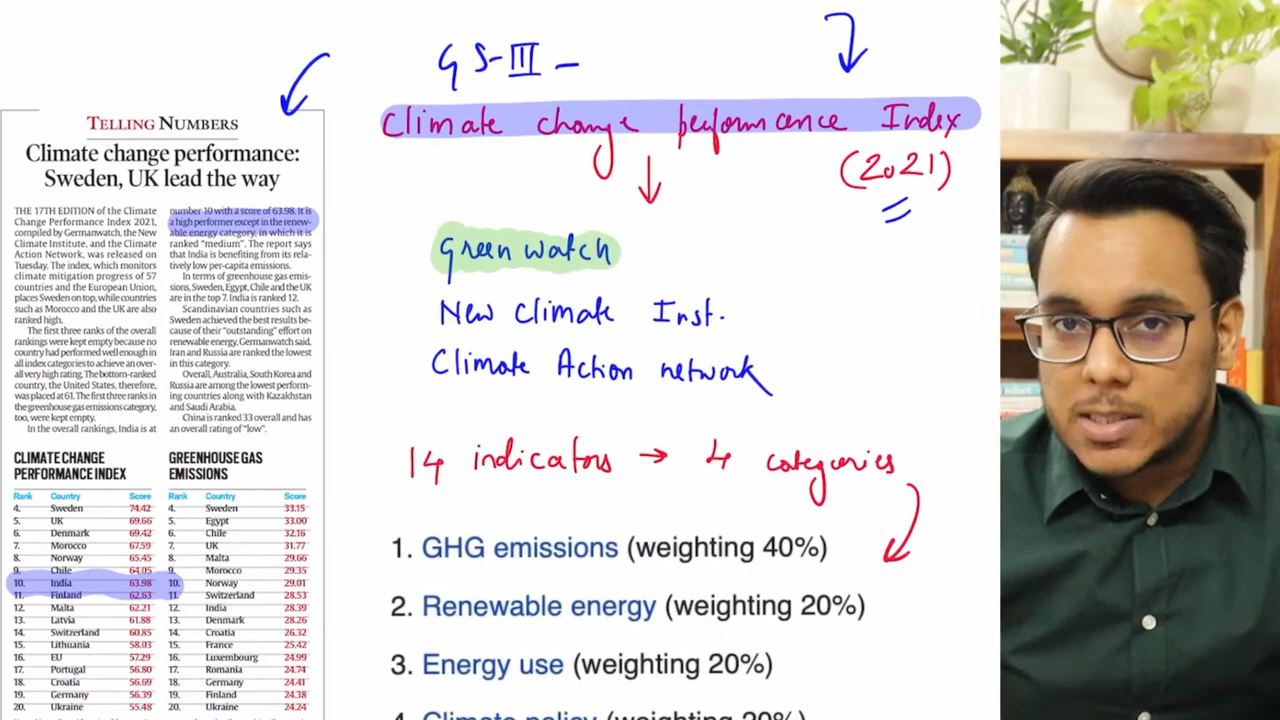 GS-III -
Climate change performance Index
(2021)
Green watch
New Climate Inst.
Climate Action network
14 indicators → 4 categories
1. GHG emissions (weighting 40%)
2. Renewable energy (weighting 20%)
3. Energy use (weighting 20%)
4. Climate policy (weighting 20%)
TELLING NUMBERS
Climate change performance:
Sweden, UK lead the way
THE 17TH EDITION of the Climate
Change Performance Index 2021,
compiled by Germanwatch, the New
Climate Institute, and the Climate
Action Network, was released on
Tuesday. The index, which monitors
climate mitigation progress of 57
countries and the European Union,
places Sweden on top, while countries
such as Morocco and the UK are also
ranked high.
The first three ranks of the overall
rankings were kept empty because no
country had performed well enough in
all index categories to achieve an over-
all very high rating. The bottom-ranked
country, the United States, therefore,
was placed at 61. The first three ranks in
the greenhouse gas emissions category,
too, were kept empty.
In the overall rankings, India is at
number 10 with a score of 63.98. It is
a high performer except in the renew-
able energy category, in which it is
ranked "medium". The report says
that India is benefiting from its rela-
tively low per-capita emissions.
In terms of greenhouse gas emis-
sions, Sweden, Egypt, Chile and the UK
are in the top 7. India is ranked 12.
Scandinavian countries such as
Sweden achieved the best results be-
cause of their "outstanding" effort on
renewable energy, Germanwatch said.
Iran and Russia are ranked the lowest
in this category.
Overall, Australia, South Korea and
Russia are among the lowest perform-
ing countries along with Kazakhstan
and Saudi Arabia.
China is ranked 33 overall and has
an overall rating of "low".
CLIMATE CHANGE
PERFORMANCE INDEX
Rank Country Score
4. Sweden 74.42
5. UK 69.66
6. Denmark 69.42
7. Morocco 67.59
8. Norway 65.45
9. Chile 64.05
10. India 63.98
11. Finland 62.63
12. Malta 62.21
13. Latvia 61.88
14. Switzerland 60.85
15. Lithuania 58.03
16. EU 57.29
17. Portugal 56.80
18. Croatia 56.69
19. Germany 56.39
20. Ukraine 55.48
GREENHOUSE GAS
EMISSIONS
Rank Country Score
4. Sweden 33.15
5. Egypt 33.00
6. Chile 32.16
7. UK 31.77
8. Malta 29.66
9. Morocco 29.35
10. Norway 29.01
11. Switzerland 28.53
12. India 28.39
13. Denmark 28.26
14. Croatia 26.32
15. France 25.42
16. Luxembourg 24.99
17. Romania 24.74
18. Germany 24.41
19. Finland 24.38
20. Ukraine 24.24